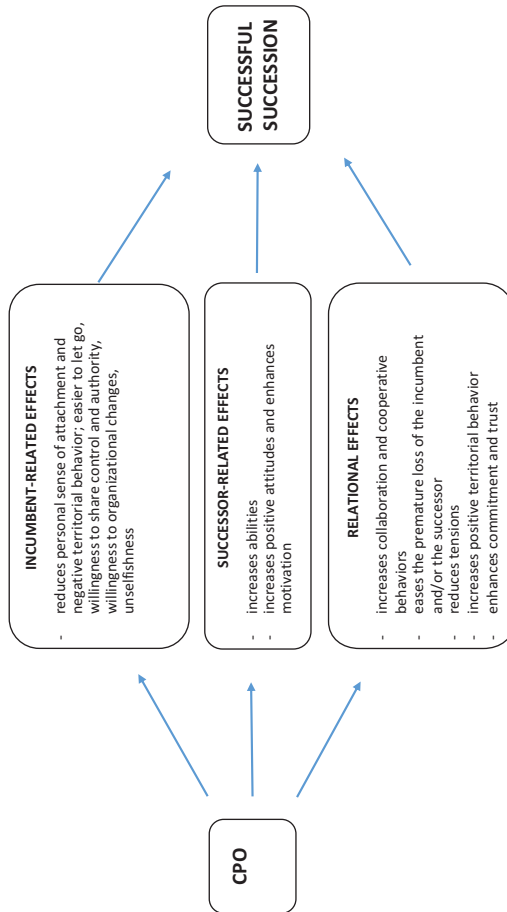 CPO
INCUMBENT-RELATED EFFECTS
- reduces personal sense of attachment and
negative territorial behavior; easier to let go,
willingness to share control and authority,
willingness to organizational changes,
unselfishness
SUCCESSOR-RELATED EFFECTS
- increases abilities
- increases positive attitudes and enhances
motivation
RELATIONAL EFFECTS
- increases collaboration and cooperative
behaviors
- eases the premature loss of the incumbent
and/or the successor
- reduces tensions
- increases positive territorial behavior
- enhances commitment and trust
SUCCESSFUL
SUCCESSION